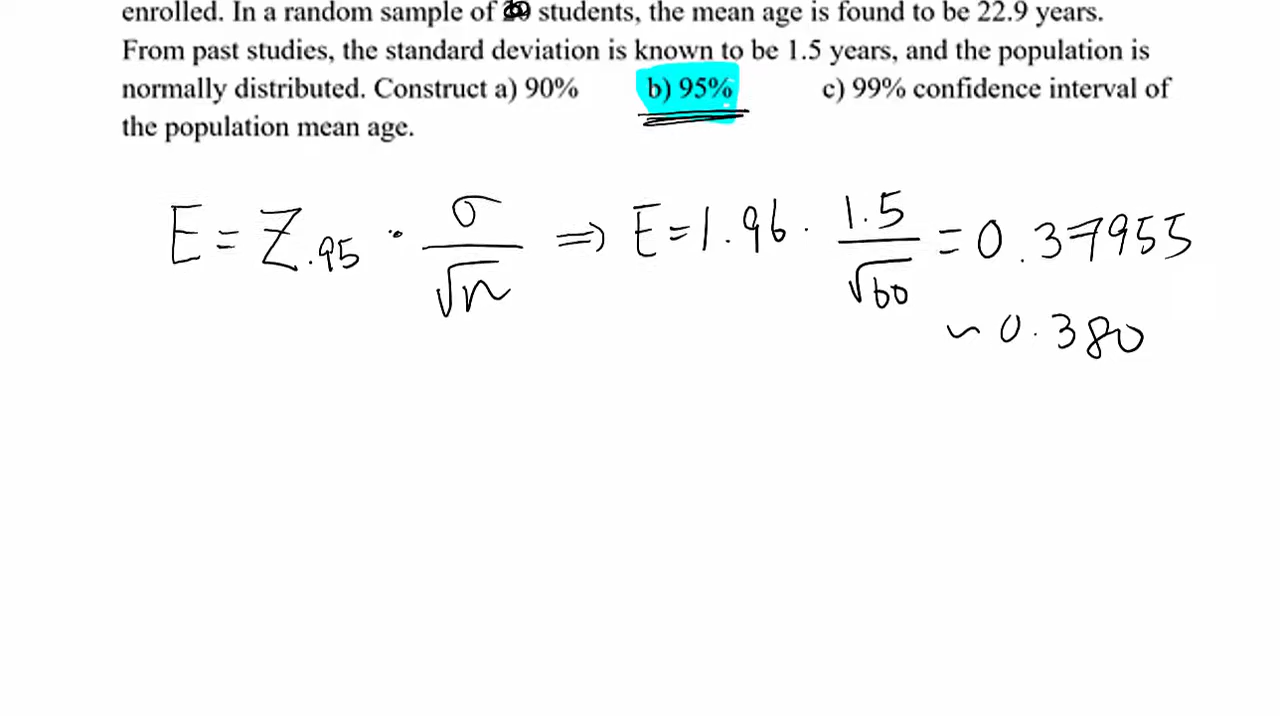 enrolled. In a random sample of students, the mean age is found to be 22.9 years.
From past studies, the standard deviation is known to be 1.5 years, and the population is
normally distributed. Construct a) 90% b) 95% c) 99% confidence interval of
the population mean age.
E = Z.95 · σ/√n ⇒ E = 1.96 · 1.5/√60 = 0.37955
~ 0.380